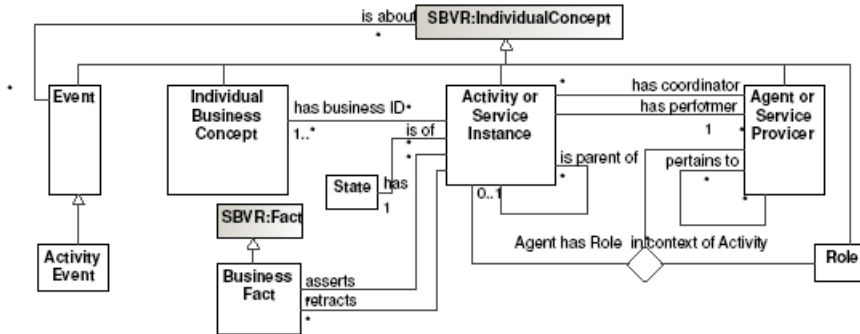 is about
SBVR:IndividualConcept
*
*
Event
Individual
Business
Concept
has business ID
*
1..*
Activity or
Service
Instance
*
has coordinator
has performer
*
1
*
Agent or
Service
Provicer
is of
*
*
State
has
1
is parent of
*
0..1
pertains to
*
*
SBVR:Fact
Activity
Event
Agent has Role in context of Activity
Role
Business
Fact
asserts
*
retracts
*